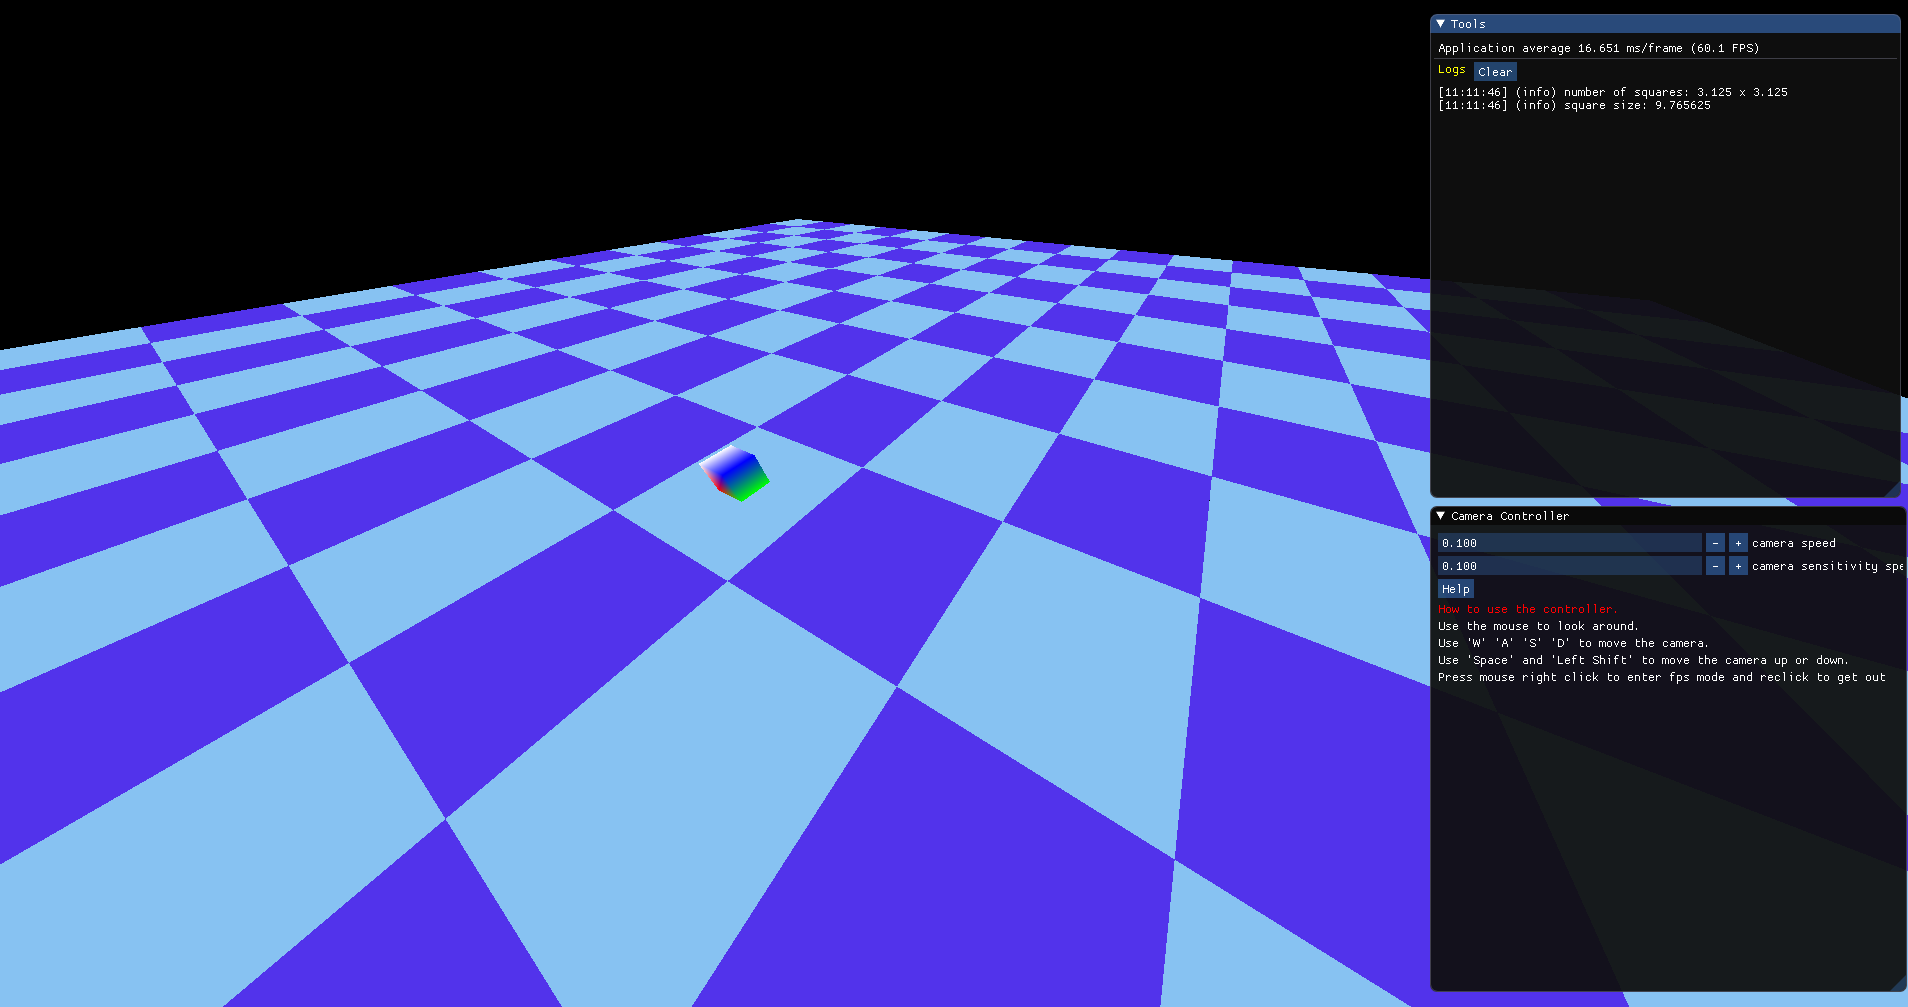 Tools
Application average 16.651 ms/frame (60.1 FPS)
Logs Clear
[11:11:46] (info) number of squares: 3.125 x 3.125
[11:11:46] (info) square size: 9.765625
Camera Controller
0.100 - + camera speed
0.100 - + camera sensitivity spe
Help
How to use the controller.
Use the mouse to look around.
Use 'W' 'A' 'S' 'D' to move the camera.
Use 'Space' and 'Left Shift' to move the camera up or down.
Press mouse right click to enter fps mode and reclick to get out